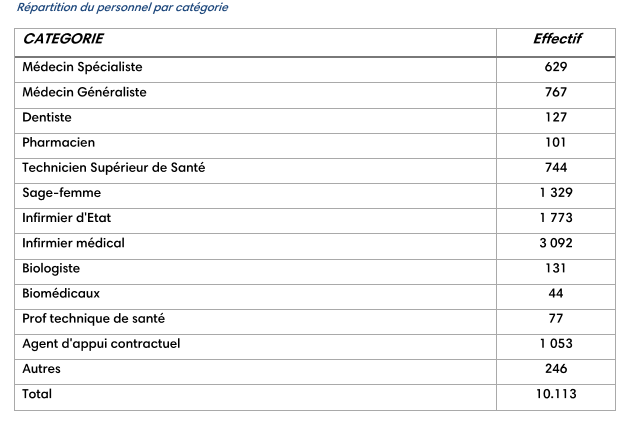 Répartition du personnel par catégorie
CATEGORIE Effectif
Médecin Spécialiste 629
Médecin Généraliste 767
Dentiste 127
Pharmacien 101
Technicien Supérieur de Santé 744
Sage-femme 1 329
Infirmier d'Etat 1 773
Infirmier médical 3 092
Biologiste 131
Biomédicaux 44
Prof technique de santé 77
Agent d'appui contractuel 1 053
Autres 246
Total 10.113